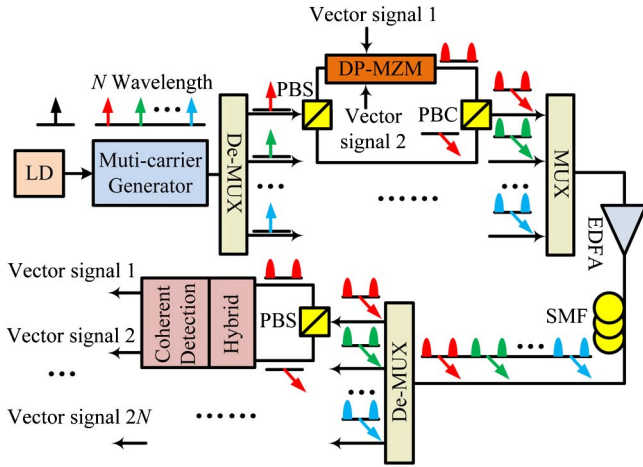 Vector signal 1
DP-MZM
N Wavelength
PBS
Vector
signal 2
PBC
LD
Muti-carrier
Generator
De-MUX
MUX
EDFA
SMF
Vector signal 1
Vector signal 2
Vector signal 2N
Coherent
Detection
Hybrid
PBS
De-MUX